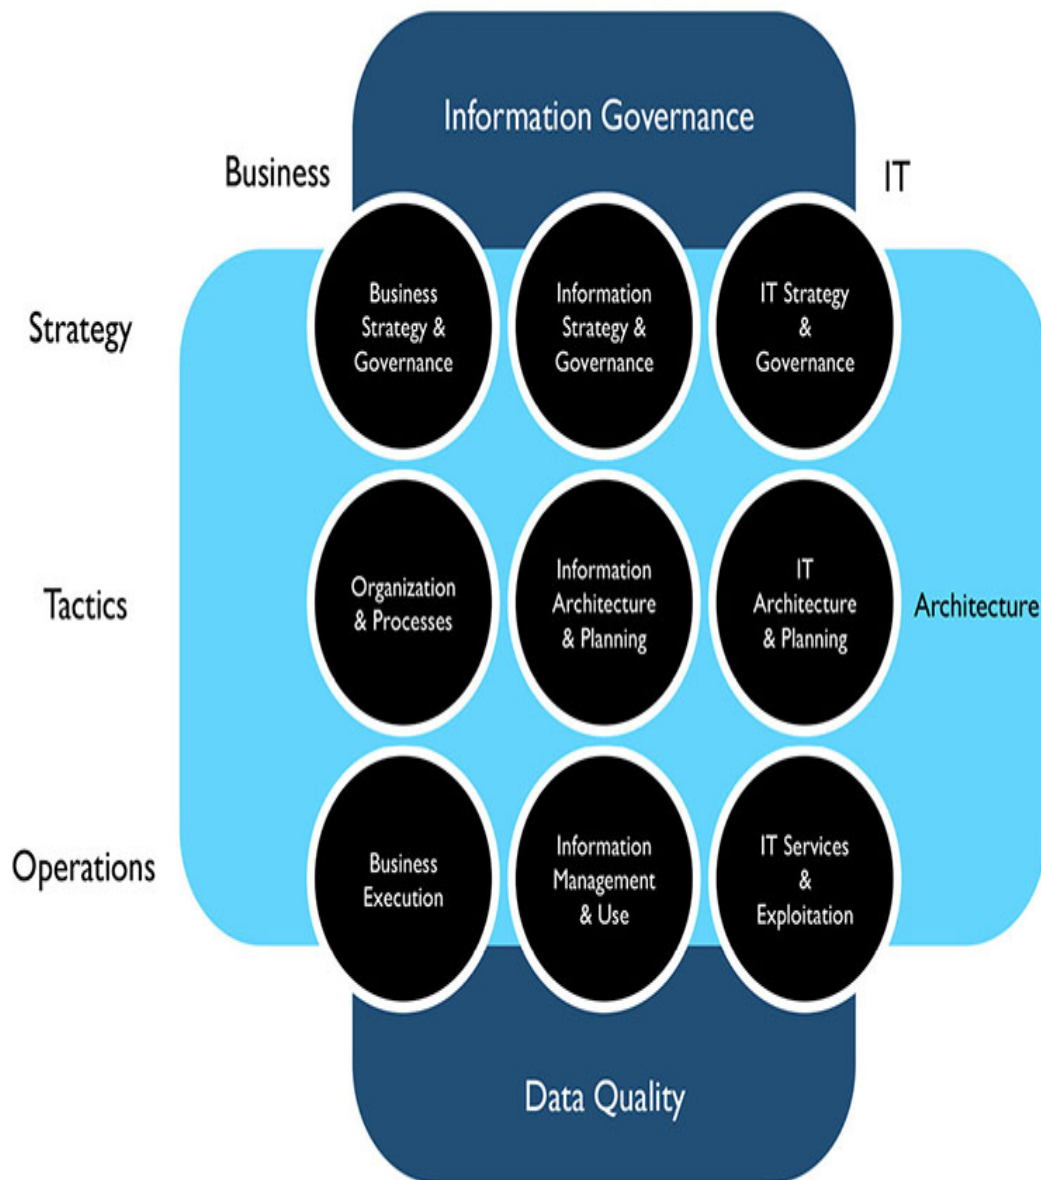 Information Governance
Business
IT
Strategy
Business
Strategy &
Governance
Information
Strategy &
Governance
IT Strategy
&
Governance
Tactics
Organization
& Processes
Information
Architecture
& Planning
IT
Architecture
& Planning
Architecture
Operations
Business
Execution
Information
Management
& Use
IT Services
&
Exploitation
Data Quality